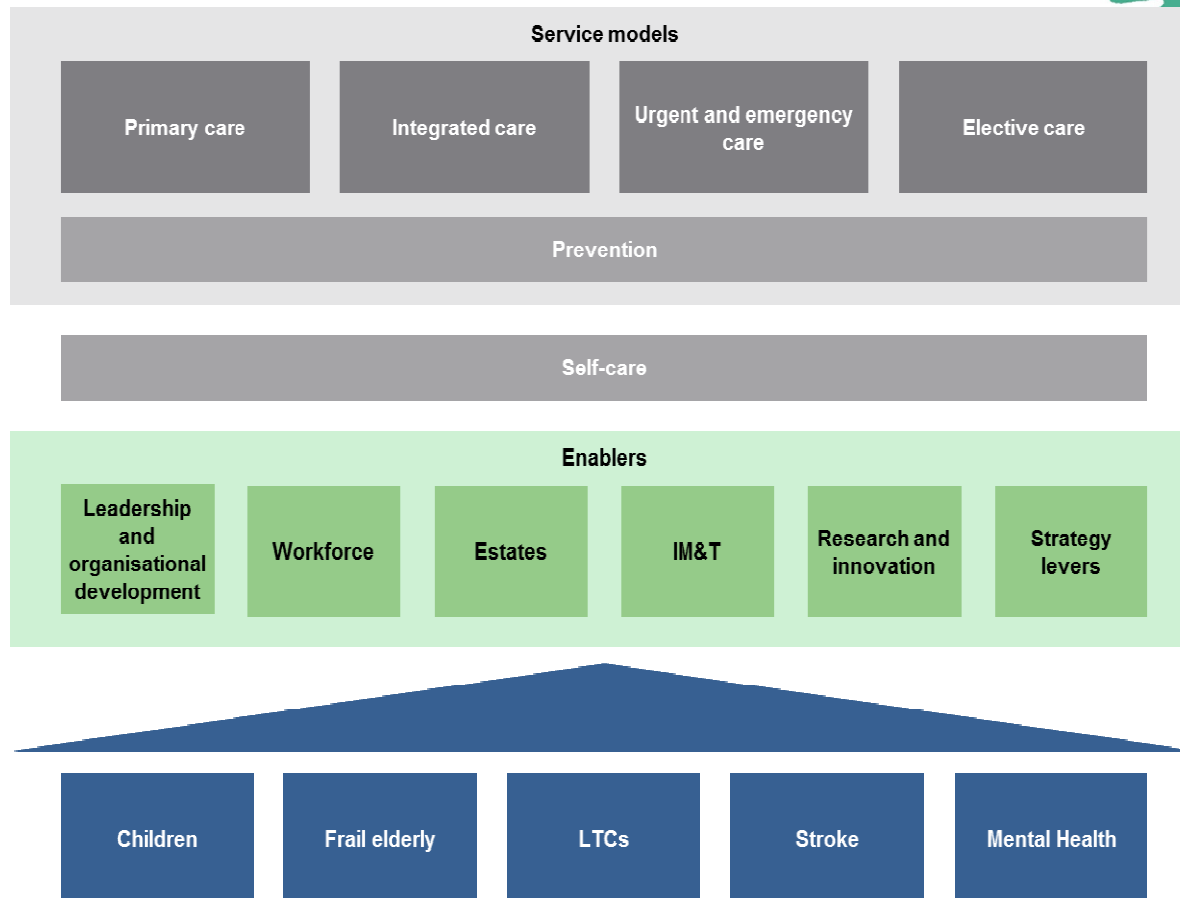 Service models
Primary care
Integrated care
Urgent and emergency
care
Elective care
Prevention
Self-care
Enablers
Leadership
and
organisational
development
Workforce
Estates
IM&T
Research and
innovation
Strategy
levers
Children
Frail elderly
LTCs
Stroke
Mental Health